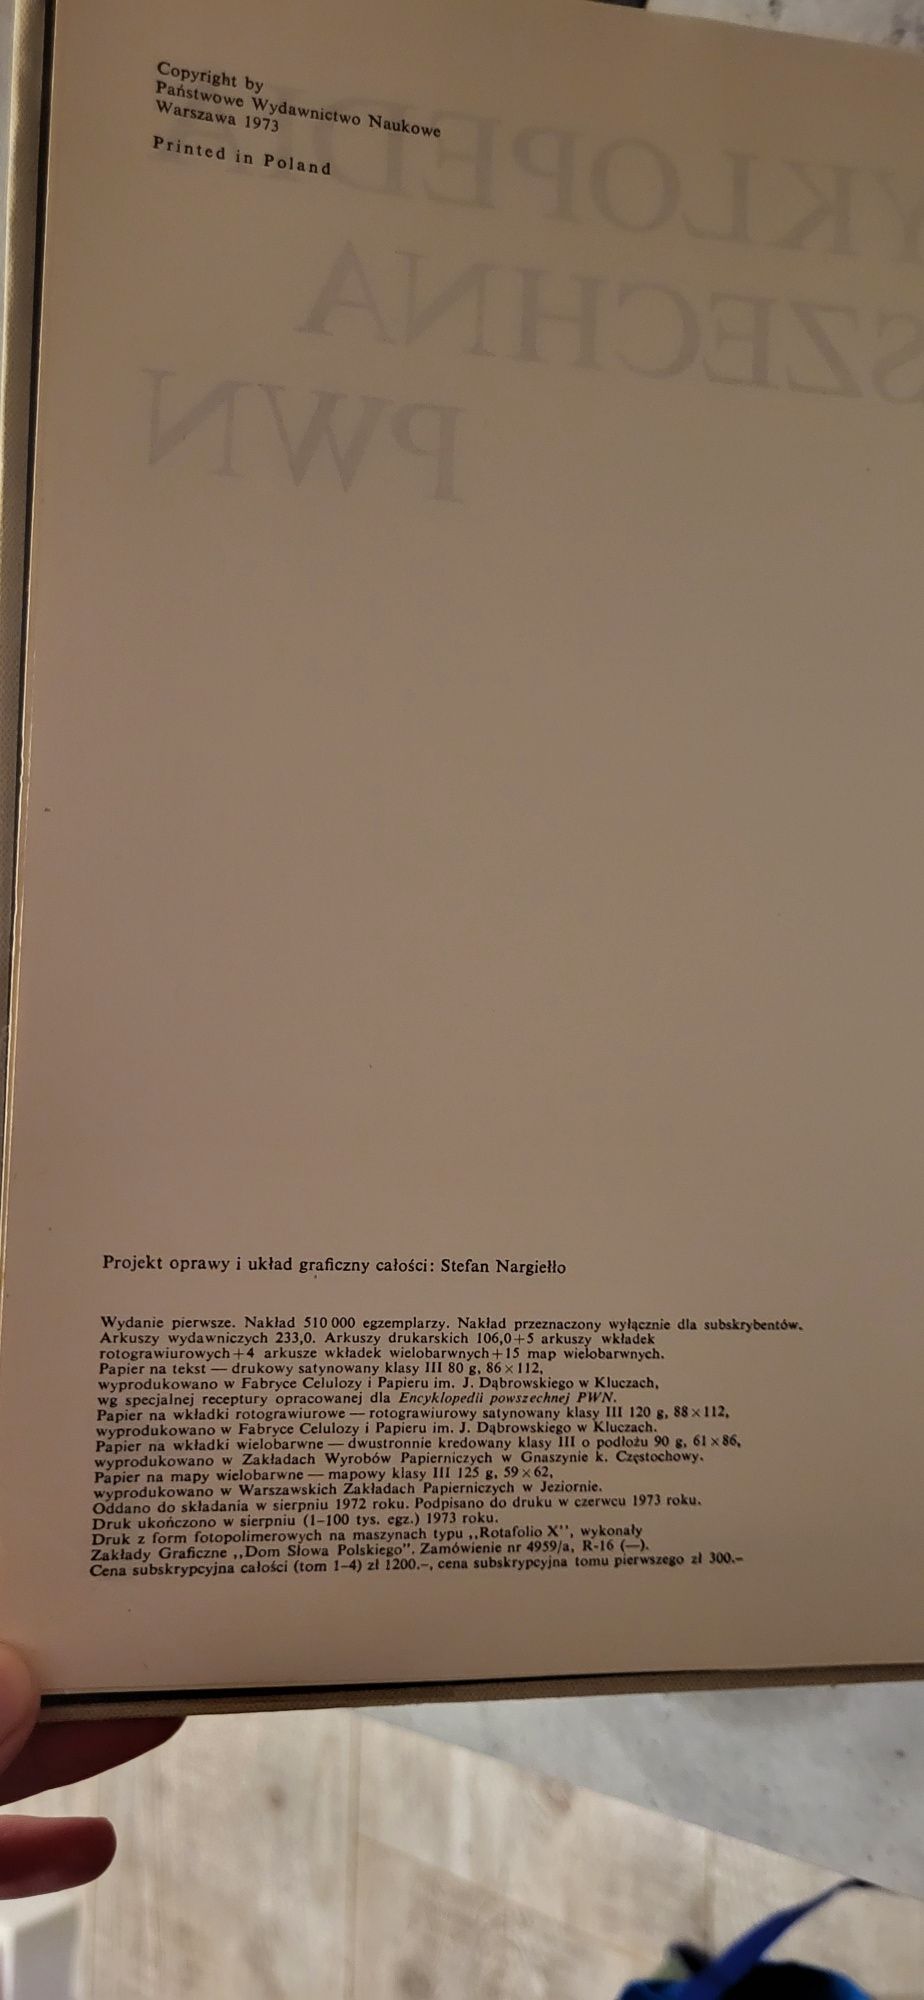 Copyright by
Państwowe Wydawnictwo Naukowe
Warszawa 1973
Printed in Poland
YKLOPEDI
SZECHNA
PWN
Projekt oprawy i układ graficzny całości: Stefan Nargiełło
Wydanie pierwsze. Nakład 510 000 egzemplarzy. Nakład przeznaczony wyłącznie dla subskrybentów.
Arkuszy wydawniczych 233,0. Arkuszy drukarskich 106,0+5 arkuszy wkładek
rotograwiurowych+4 arkusze wkładek wielobarwnych+15 map wielobarwnych.
Papier na tekst — drukowy satynowany klasy III 80 g, 86×112,
wyprodukowano w Fabryce Celulozy i Papieru im. J. Dąbrowskiego w Kluczach,
wg specjalnej receptury opracowanej dla Encyklopedii powszechnej PWN.
Papier na wkładki rotograwiurowe — rotograwiurowy satynowany klasy III 120 g, 88×112,
wyprodukowano w Fabryce Celulozy i Papieru im. J. Dąbrowskiego w Kluczach.
Papier na wkładki wielobarwne — dwustronnie kredowany klasy III o podłożu 90 g, 61×86,
wyprodukowano w Zakładach Wyrobów Papierniczych w Gnaszynie k. Częstochowy.
Papier na mapy wielobarwne — mapowy klasy III 125 g, 59×62,
wyprodukowano w Warszawskich Zakładach Papierniczych w Jeziornie.
Oddano do składania w sierpniu 1972 roku. Podpisano do druku w czerwcu 1973 roku.
Druk ukończono w sierpniu (1–100 tys. egz.) 1973 roku.
Druk z form fotopolimerowych na maszynach typu ,,Rotafolio X'', wykonały
Zakłady Graficzne ,,Dom Słowa Polskiego''. Zamówienie nr 4959/a, R-16 (—).
Cena subskrypcyjna całości (tom 1–4) zł 1200.–, cena subskrypcyjna tomu pierwszego zł 300.–